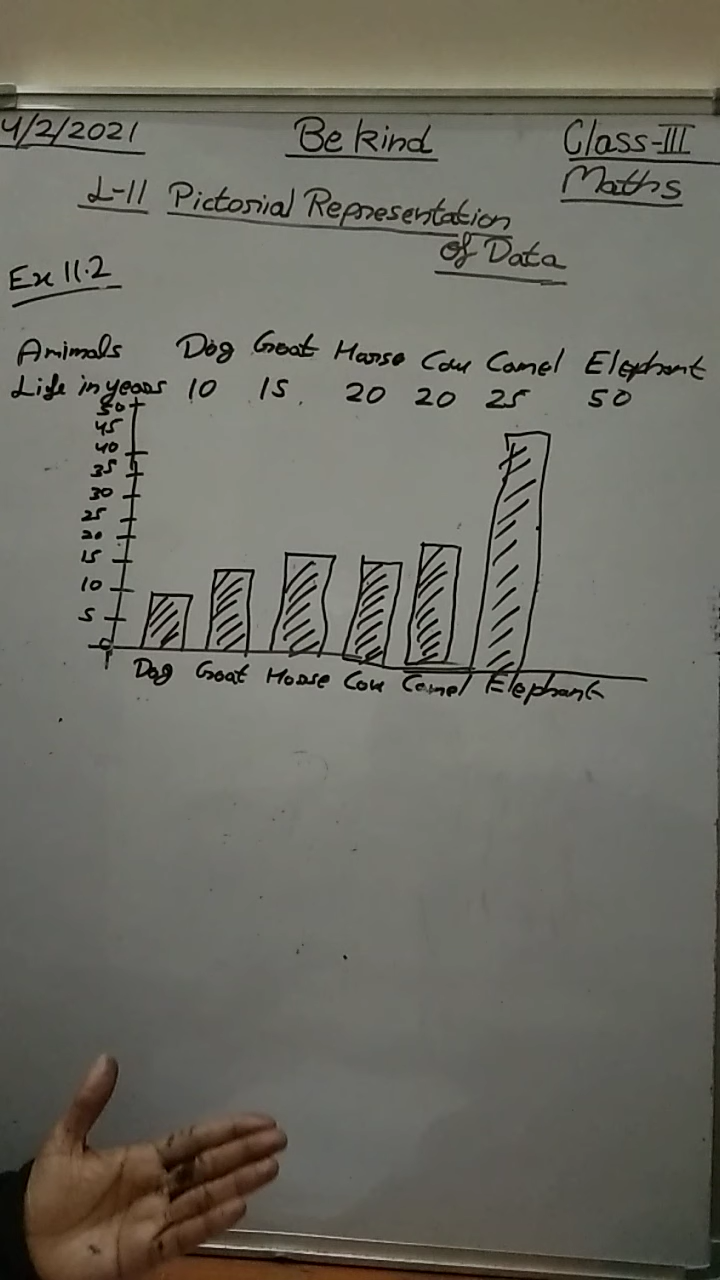 4/2/2021 Be kind Class-III
Maths
L-11 Pictorial Representation
of Data
Ex 11.2
Animals Dog Goat Horse Cow Camel Elephant
Life in years 10 15 20 20 25 50
50
45
40
35
30
25
20
15
10
5
0
Dog Goat Horse Cow Camel Elephant